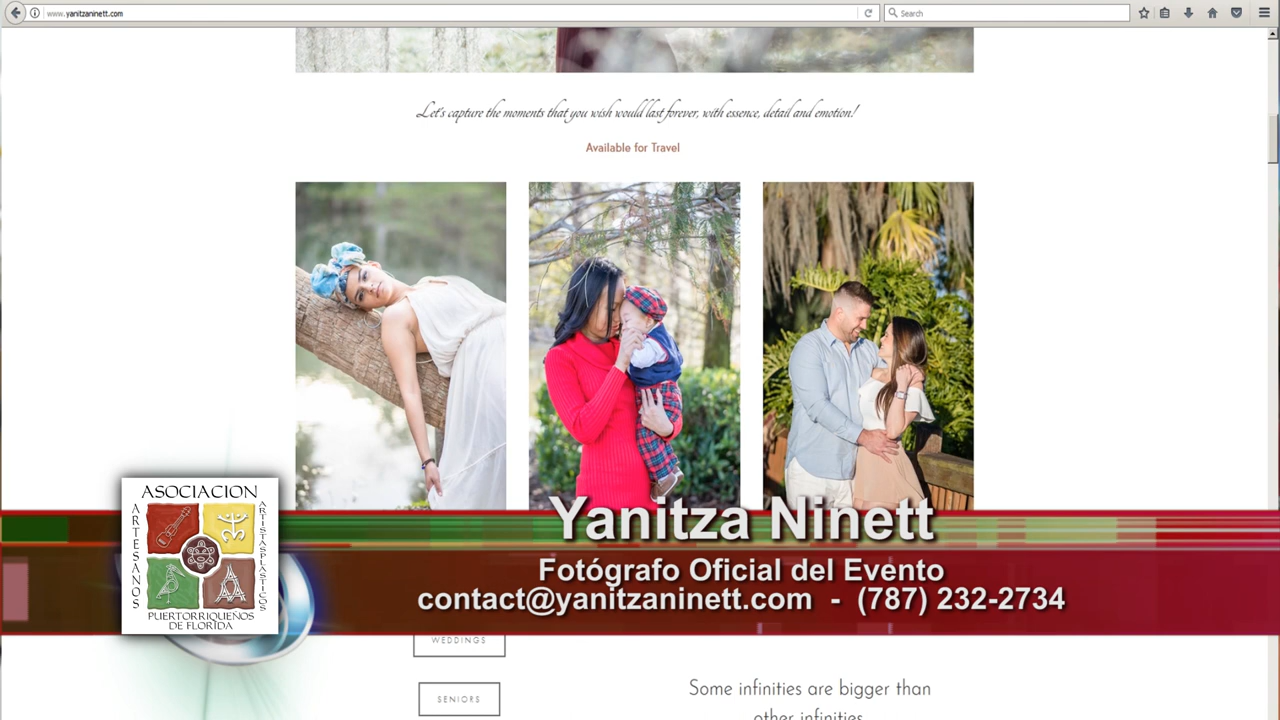 www.yanitzaninett.com
Search
Let's capture the moments that you wish would last forever, with essence, detail and emotion!
Available for Travel
ASOCIACION
ARTESANOS
ARTISTAS PLASTICOS
PUERTORRIQUEÑOS
DE FLORIDA
Yanitza Ninett
Fotógrafo Oficial del Evento
contact@yanitzaninett.com - (787) 232-2734
WEDDINGS
SENIORS
Some infinities are bigger than
other infinities